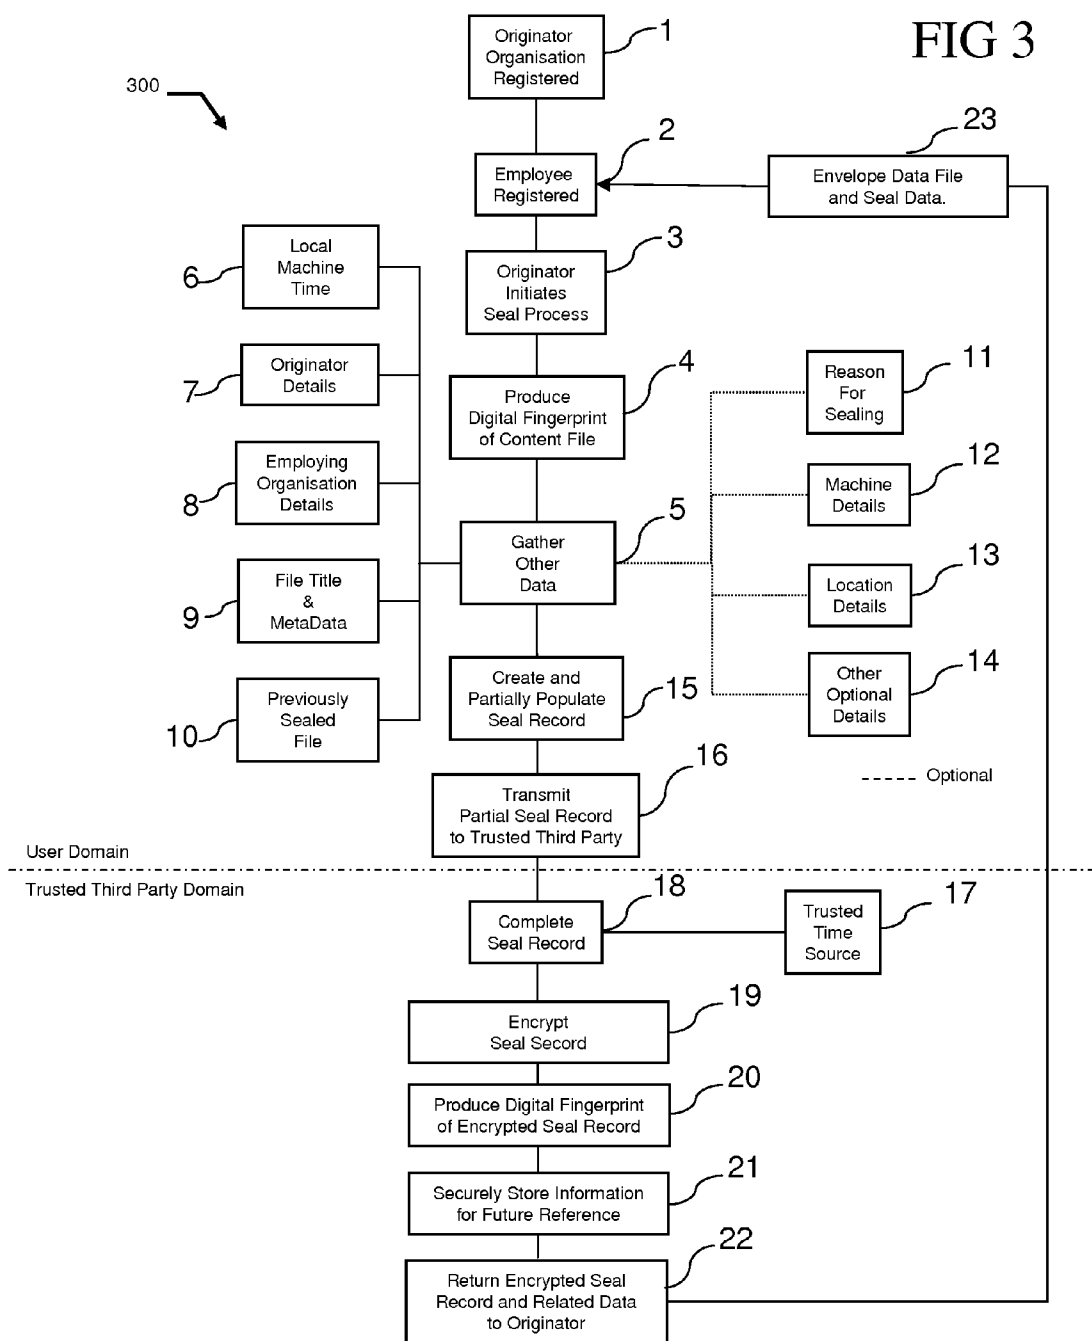 FIG 3
300
1
Originator
Organisation
Registered
2
Employee
Registered
23
Envelope Data File
and Seal Data.
3
Originator
Initiates
Seal Process
6
Local
Machine
Time
7
Originator
Details
4
Produce
Digital Fingerprint
of Content File
11
Reason
For
Sealing
8
Employing
Organisation
Details
12
Machine
Details
5
Gather
Other
Data
9
File Title
&
MetaData
13
Location
Details
10
Previously
Sealed
File
15
Create and
Partially Populate
Seal Record
14
Other
Optional
Details
Optional
16
Transmit
Partial Seal Record
to Trusted Third Party
User Domain
Trusted Third Party Domain
18
Complete
Seal Record
17
Trusted
Time
Source
19
Encrypt
Seal Secord
20
Produce Digital Fingerprint
of Encrypted Seal Record
21
Securely Store Information
for Future Reference
22
Return Encrypted Seal
Record and Related Data
to Originator